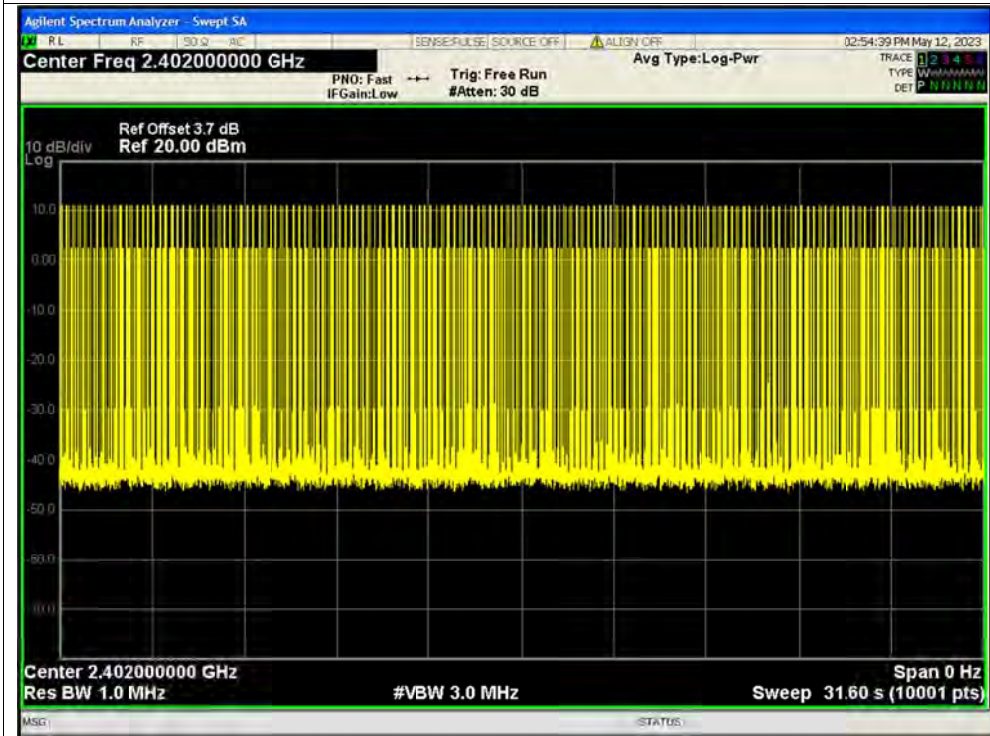 Agilent Spectrum Analyzer - Swept SA
RL RF 50 Ω AC SENSE:PULSE SOURCE OFF ALIGN OFF 02:54:39 PM May 12, 2023
Center Freq 2.402000000 GHz Avg Type:Log-Pwr TRACE 1 2 3 4 5 6
PNO: Fast Trig: Free Run TYPE
IFGain:Low #Atten: 30 dB DET P N N N N N
Ref Offset 3.7 dB
10 dB/div Ref 20.00 dBm
Log
10.0
0.00
-10.0
-20.0
-30.0
-40.0
-50.0
-60.0
Center 2.402000000 GHz Span 0 Hz
Res BW 1.0 MHz #VBW 3.0 MHz Sweep 31.60 s (10001 pts)
MSG STATUS